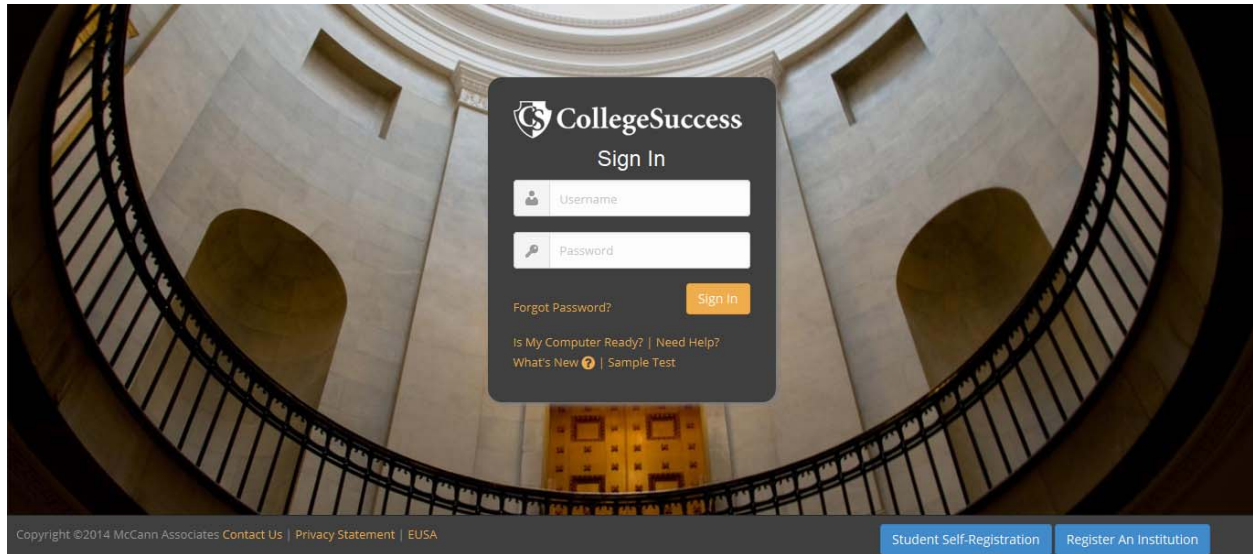 CS CollegeSuccess
Sign In
Username
Password
Forgot Password? Sign In
Is My Computer Ready? | Need Help?
What's New ? | Sample Test
Copyright ©2014 McCann Associates Contact Us | Privacy Statement | EUSA Student Self-Registration Register An Institution